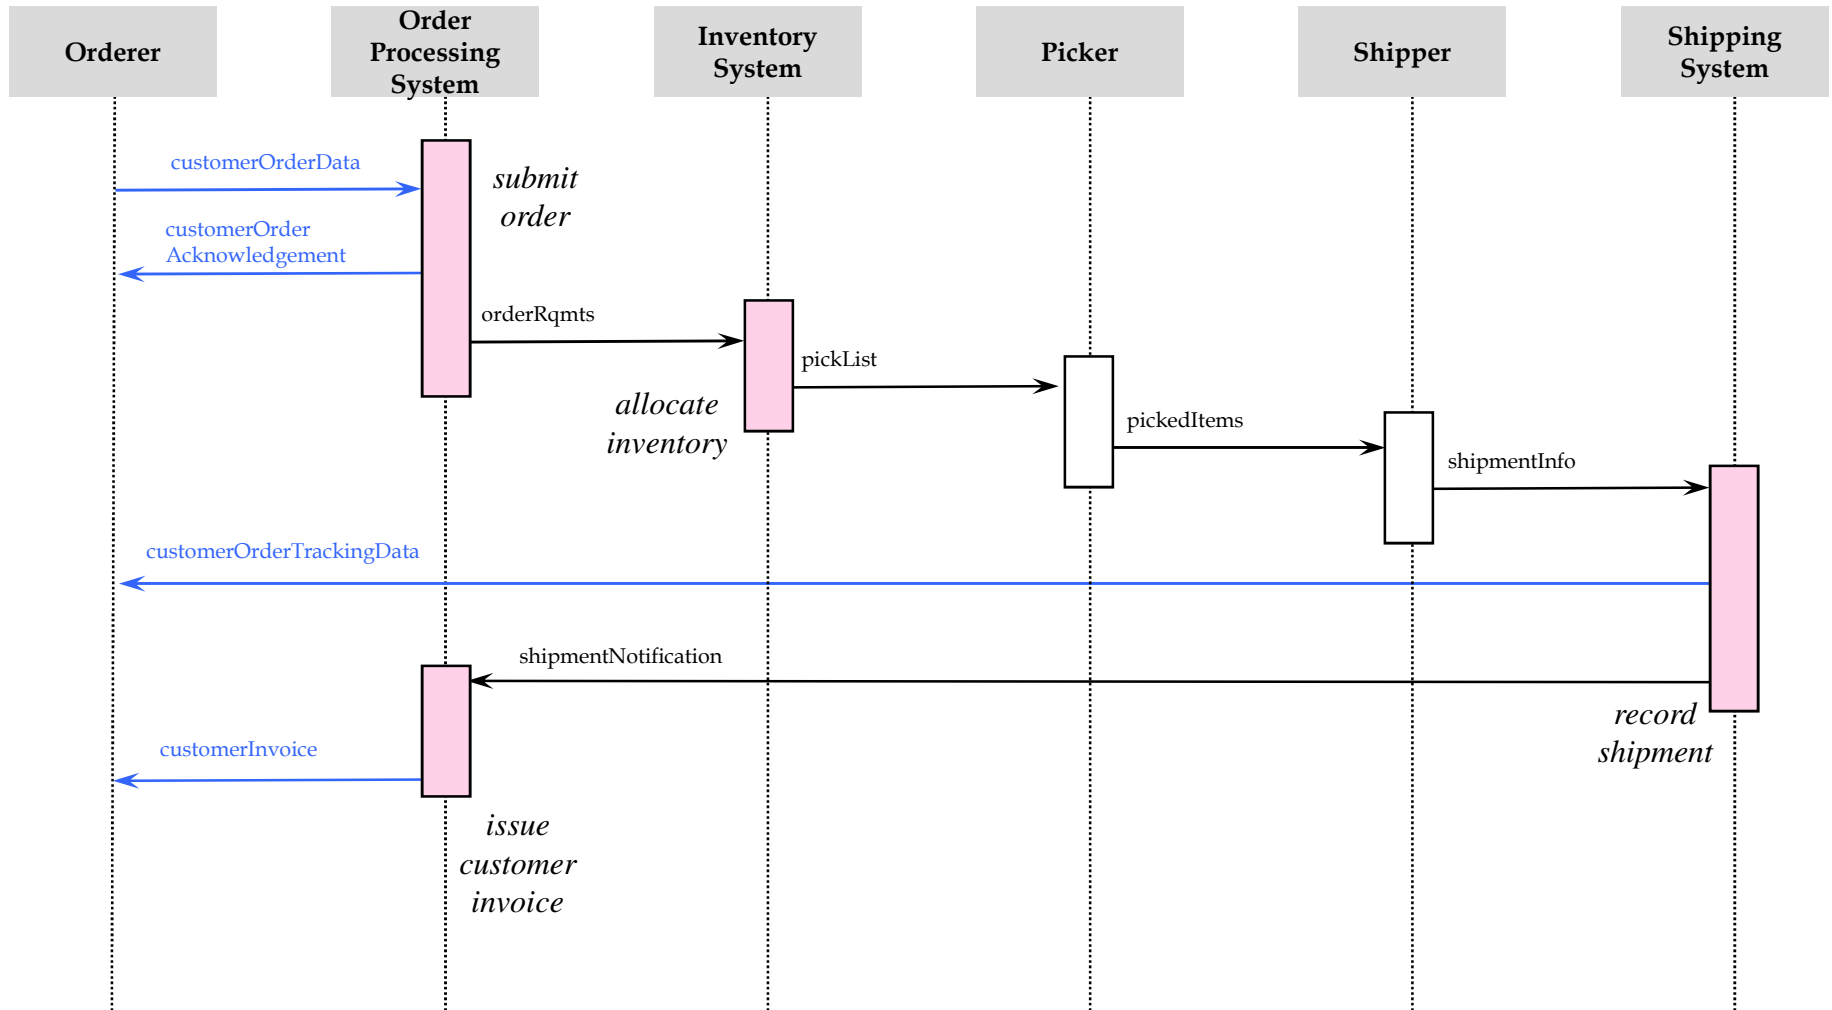 Orderer
Order
Processing
System
Inventory
System
Picker
Shipper
Shipping
System
customerOrderData
submit
order
customerOrder
Acknowledgement
orderRqmts
pickList
allocate
inventory
pickedItems
shipmentInfo
customerOrderTrackingData
shipmentNotification
record
shipment
customerInvoice
issue
customer
invoice